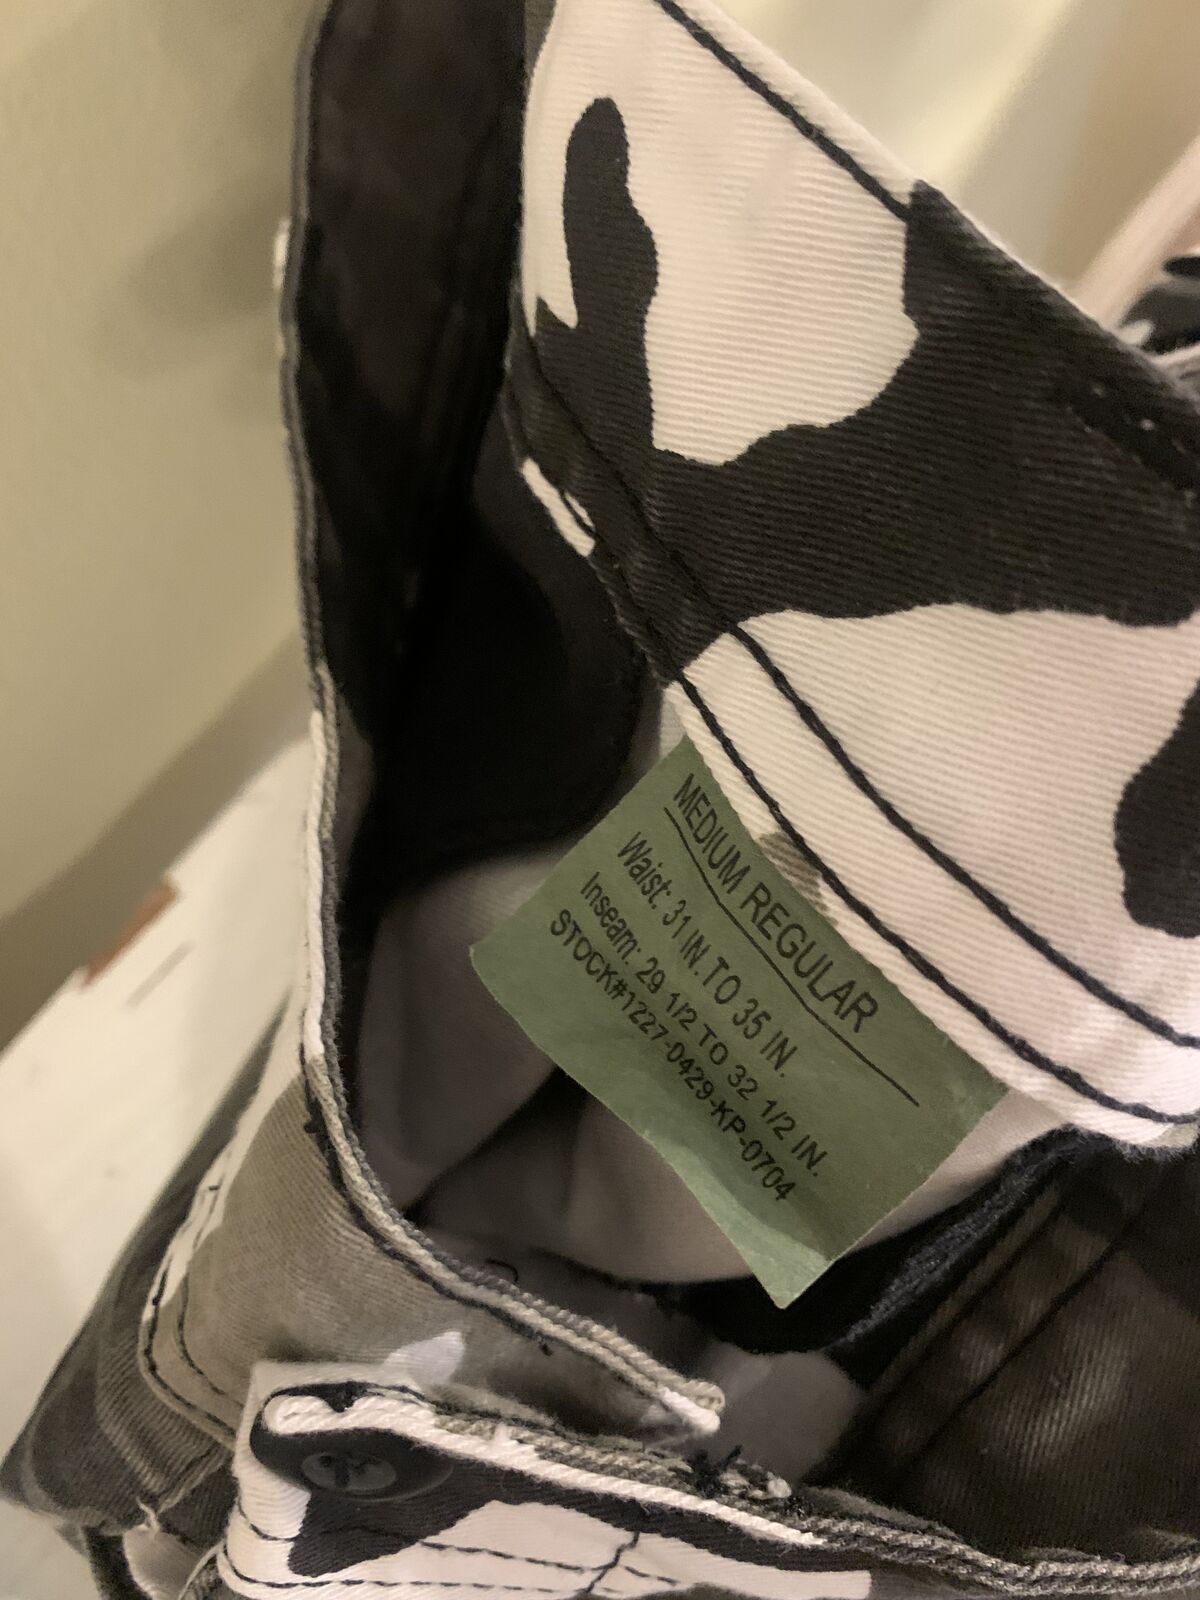 MEDIUM REGULAR
Waist: 31 IN. TO 35 IN.
Inseam: 29 1/2 TO 32 1/2 IN.
STOCK#1227-0429-KP-0704